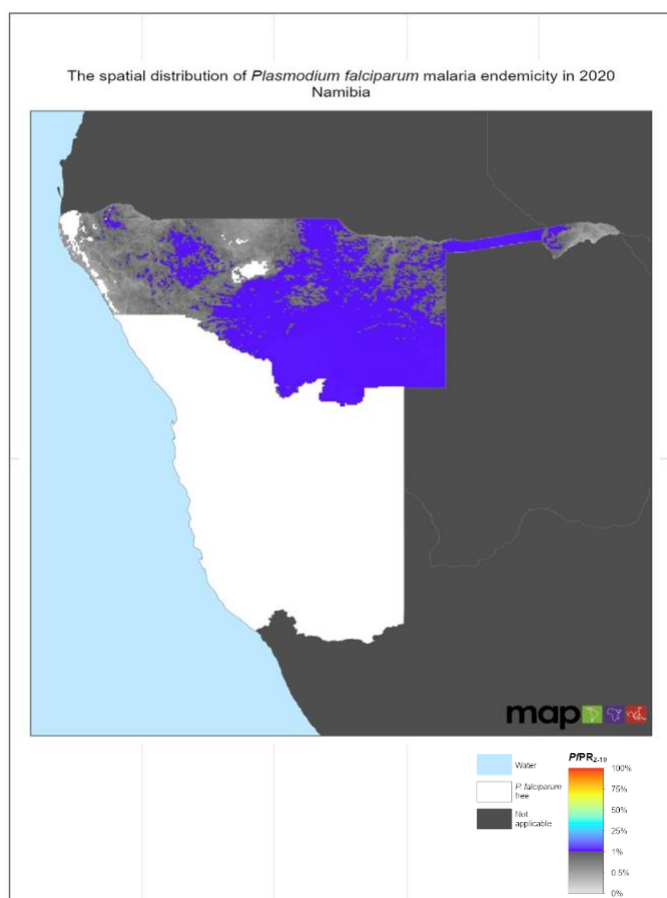 The spatial distribution of Plasmodium falciparum malaria endemicity in 2020
Namibia
map
Water
P. falciparum
free
Not
applicable
PfPR2-10
100%
75%
50%
25%
1%
0.5%
0%